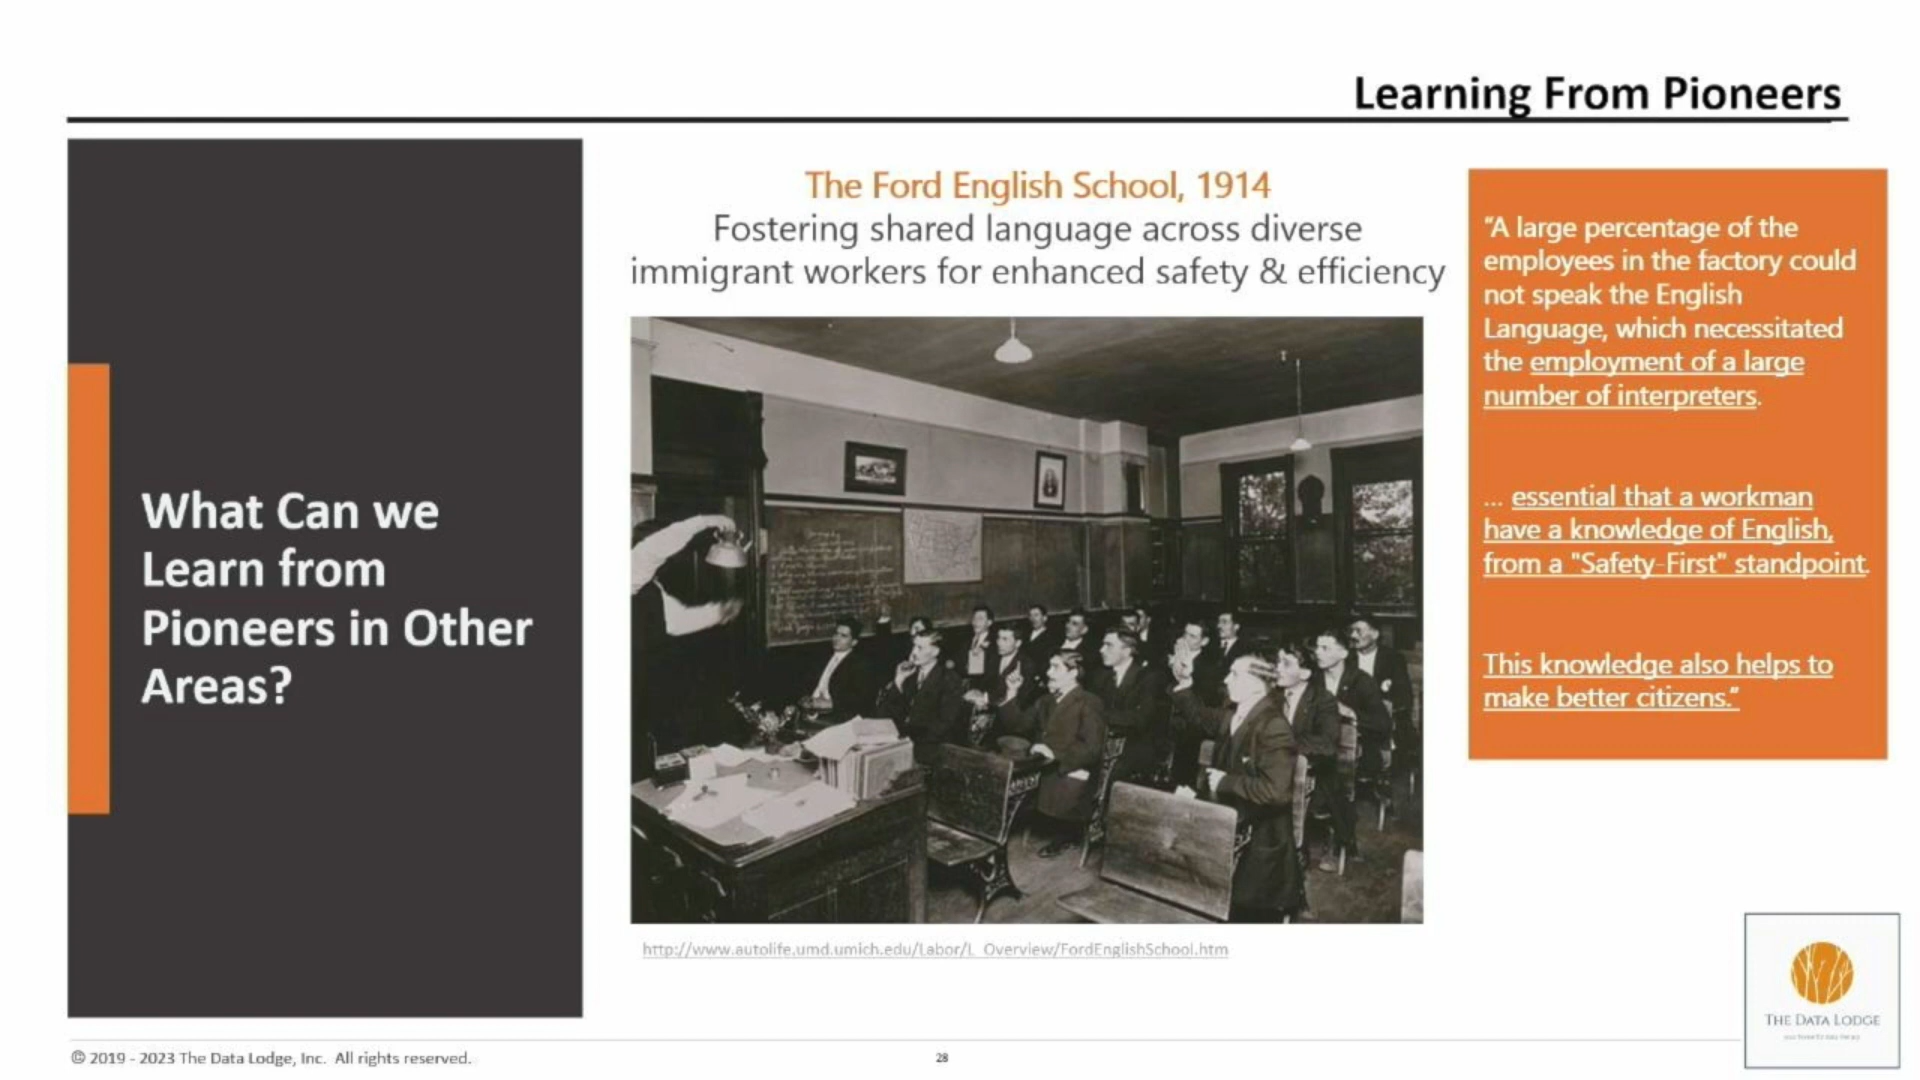 Learning From Pioneers
What Can we
Learn from
Pioneers in Other
Areas?
The Ford English School, 1914
Fostering shared language across diverse
immigrant workers for enhanced safety & efficiency
http://www.autolife.umd.umich.edu/Labor/L_Overview/FordEnglishSchool.htm
"A large percentage of the
employees in the factory could
not speak the English
Language, which necessitated
the employment of a large
number of interpreters.
... essential that a workman
have a knowledge of English,
from a "Safety-First" standpoint.
This knowledge also helps to
make better citizens."
THE DATA LODGE
© 2019 - 2023 The Data Lodge, Inc. All rights reserved.
28